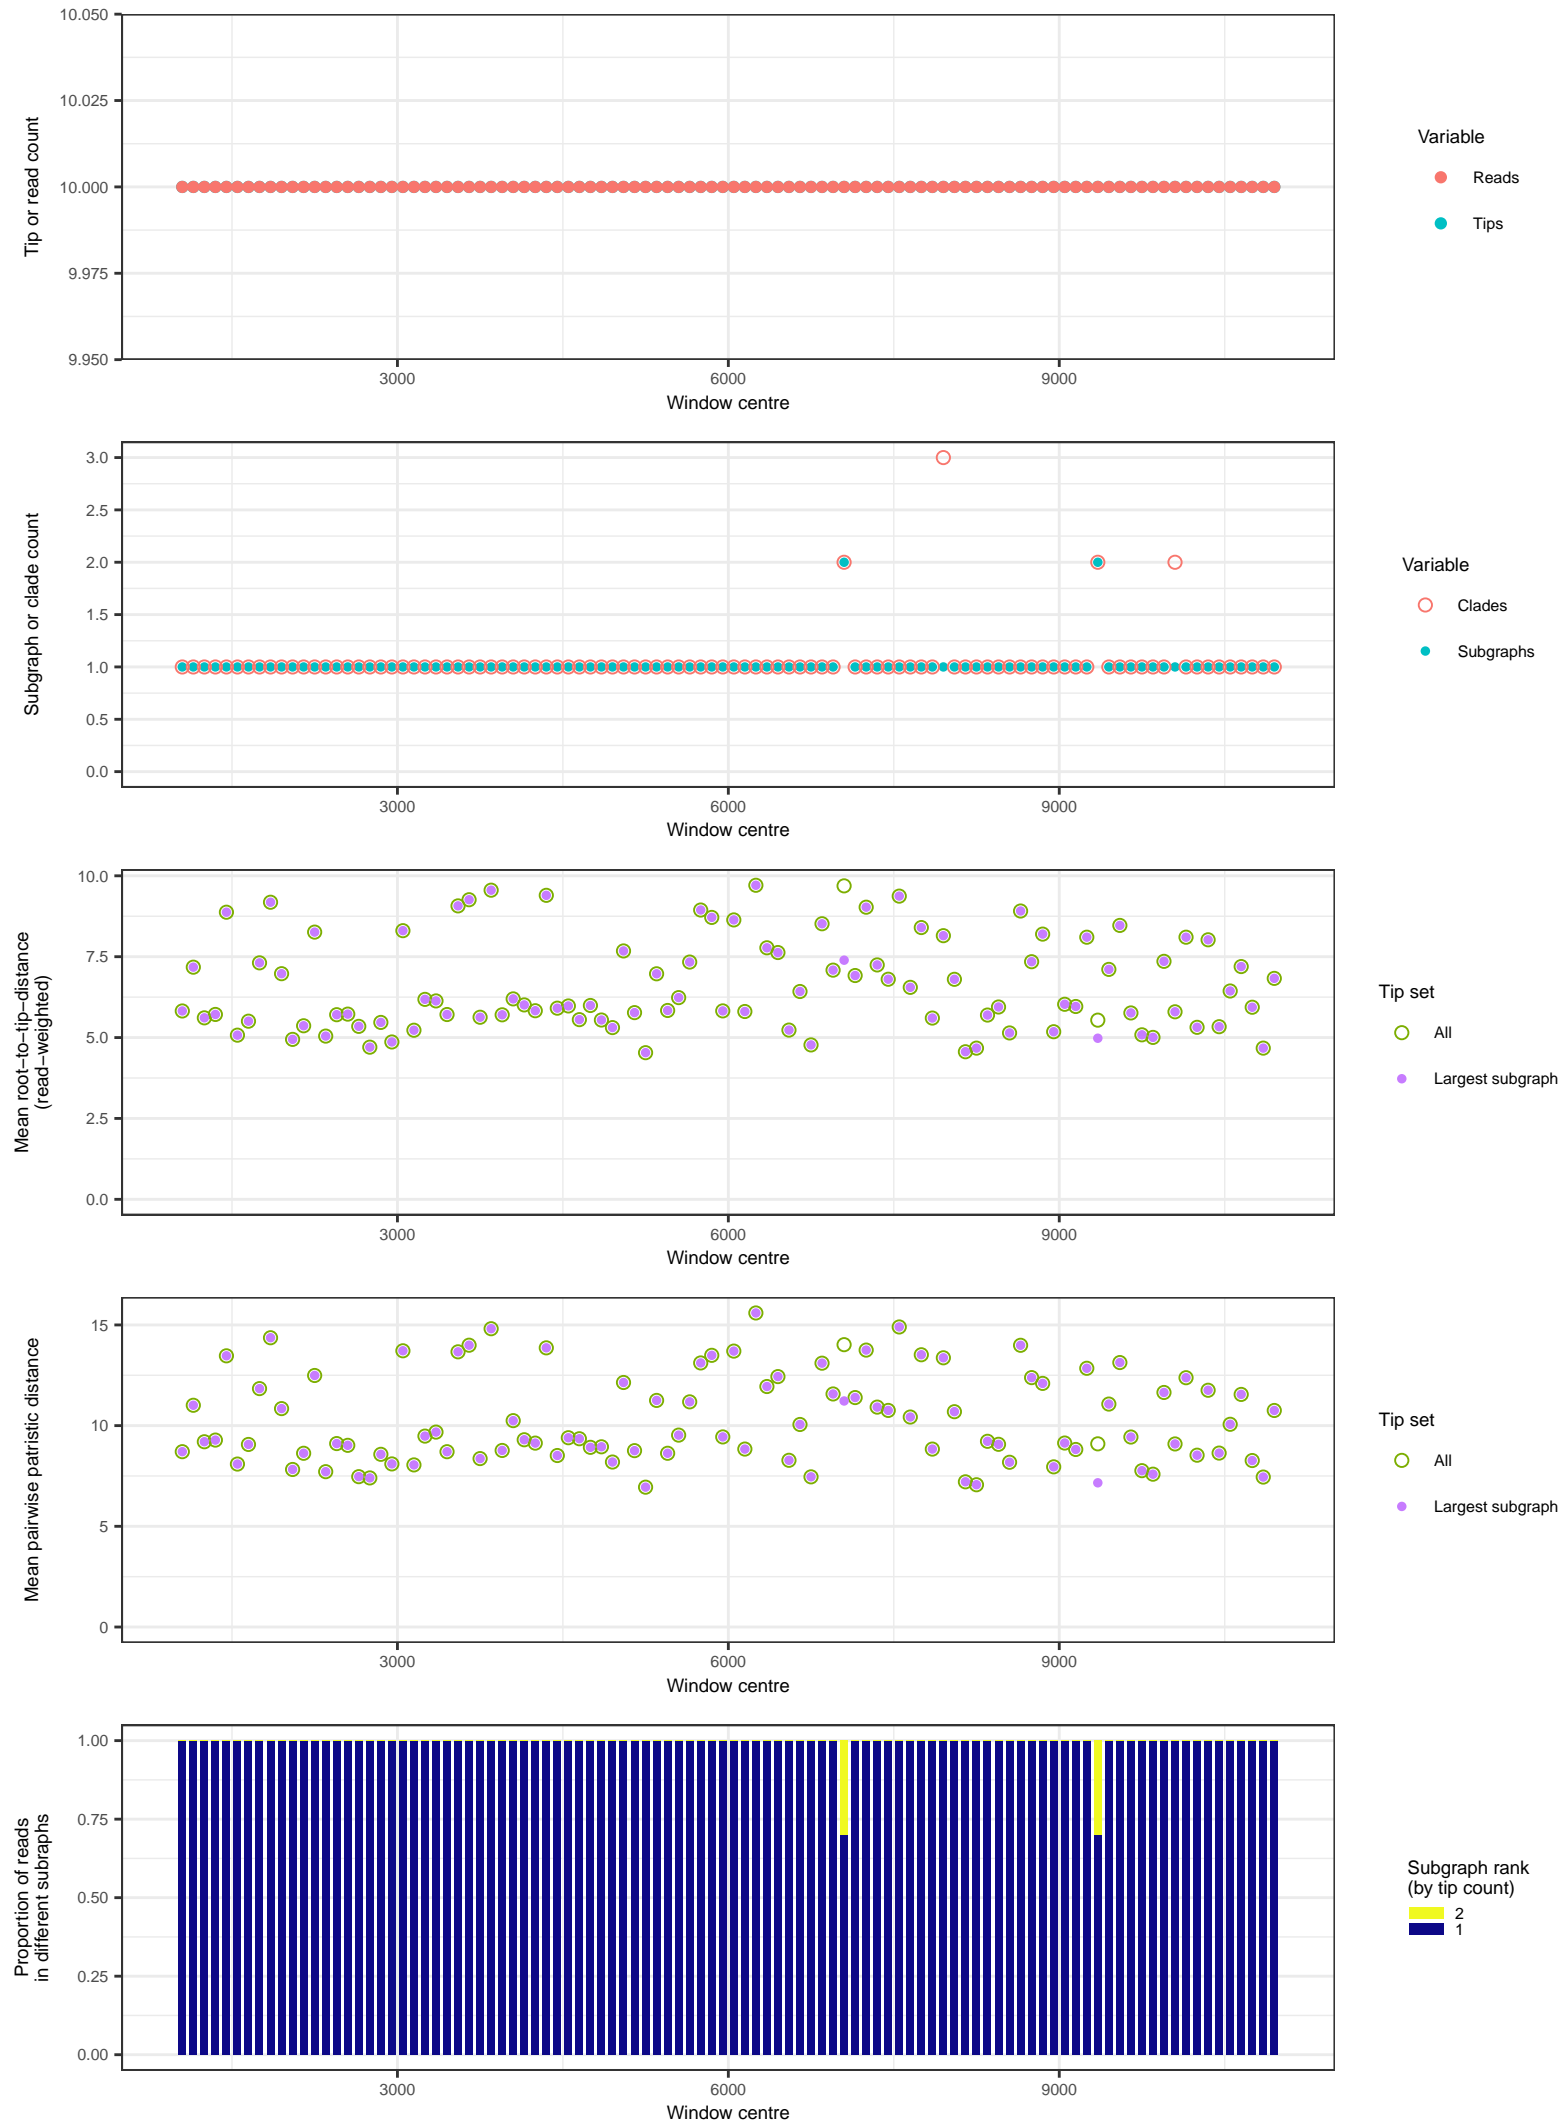 10.050
10.025
10.000
9.975
9.950
Tip or read count
3000 6000 9000
Window centre
Variable
Reads
Tips
3.0
2.5
2.0
1.5
1.0
0.5
0.0
Subgraph or clade count
3000 6000 9000
Window centre
Variable
Clades
Subgraphs
10.0
7.5
5.0
2.5
0.0
Mean root−to−tip−distance
(read−weighted)
3000 6000 9000
Window centre
Tip set
All
Largest subgraph
15
10
5
0
Mean pairwise patristic distance
3000 6000 9000
Window centre
Tip set
All
Largest subgraph
1.00
0.75
0.50
0.25
0.00
Proportion of reads
in different subraphs
3000 6000 9000
Window centre
Subgraph rank
(by tip count)
2
1